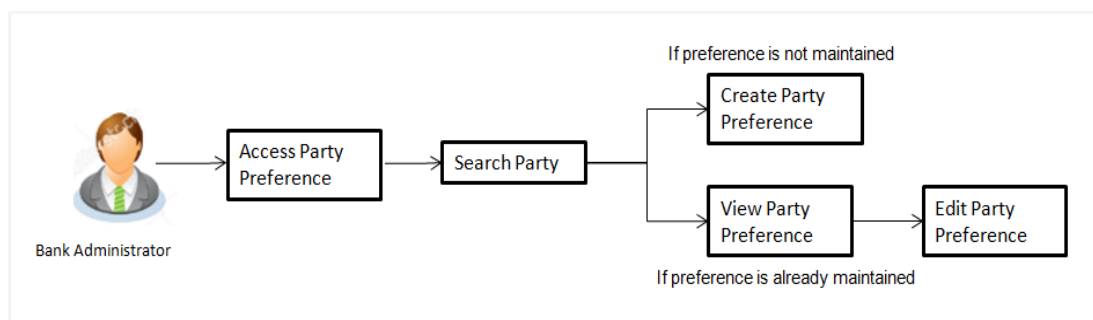 If preference is not maintained
Create Party
Preference
Access Party
Preference
Search Party
View Party
Preference
Edit Party
Preference
Bank Administrator
If preference is already maintained